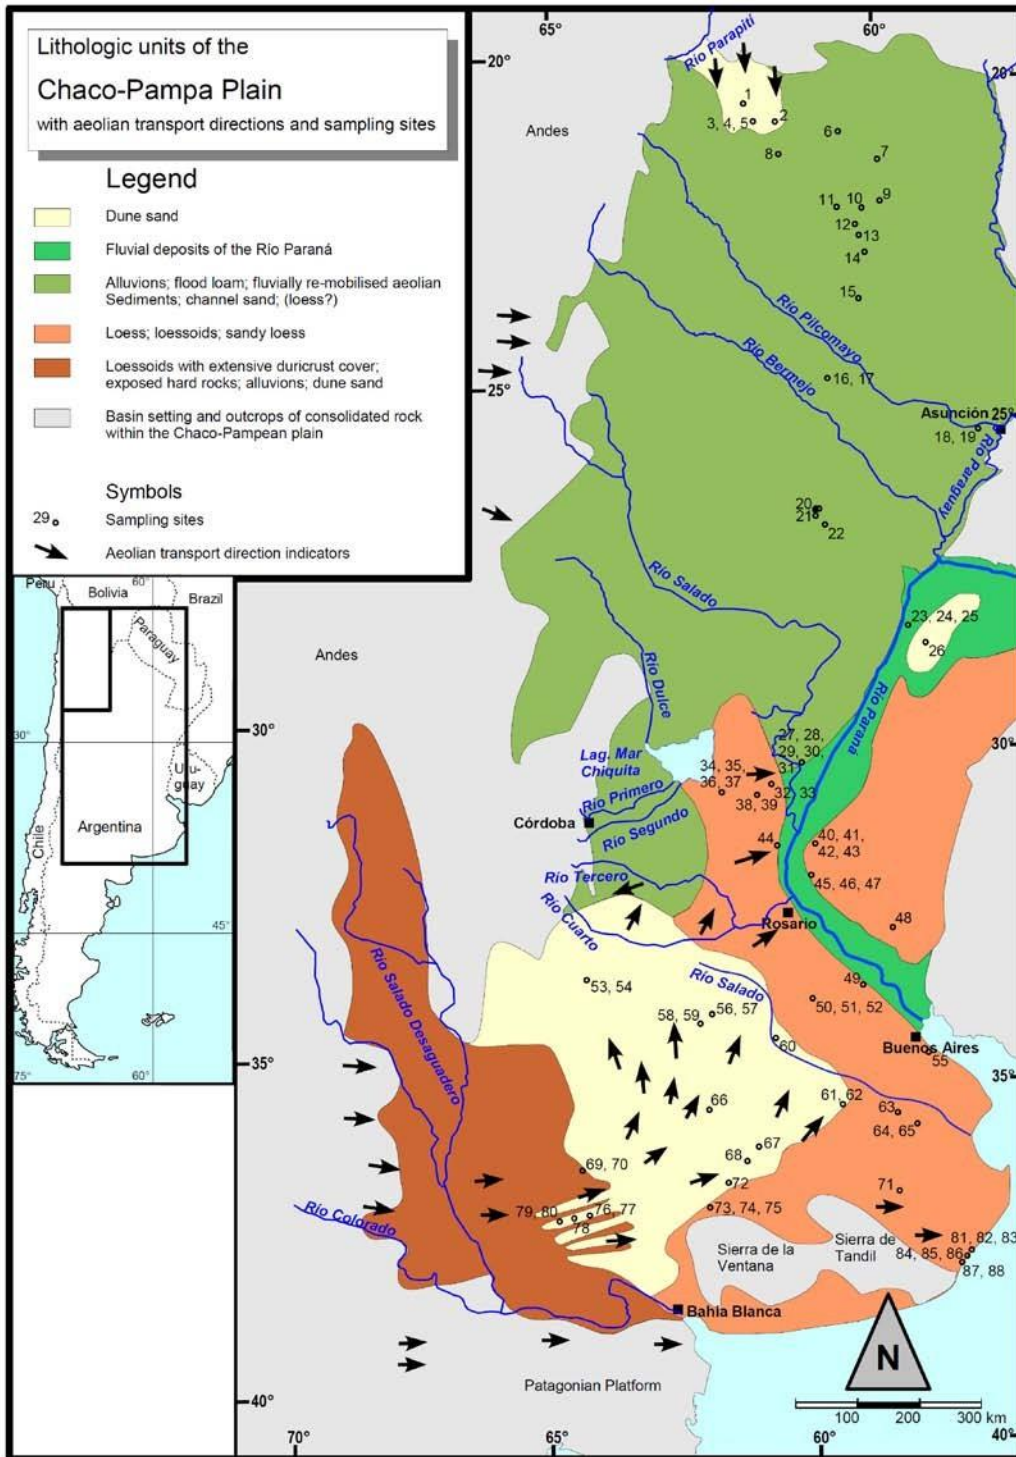 Lithologic units of the
Chaco-Pampa Plain
with aeolian transport directions and sampling sites
Legend
Dune sand
Fluvial deposits of the Río Paraná
Alluvions; flood loam; fluvially re-mobilised aeolian
Sediments; channel sand; (loess?)
Loess; loessoids; sandy loess
Loessoids with extensive duricrust cover;
exposed hard rocks; alluvions; dune sand
Basin setting and outcrops of consolidated rock
within the Chaco-Pampean plain
Symbols
29 Sampling sites
Aeolian transport direction indicators
Peru
Bolivia
60°
Brazil
Paraguay
30°
Uru-
guay
Argentina
Chile
45°
75°
60°
65°
60°
20°
20°
Río Parapití
Andes
1
3, 4, 5
2
6
7
8
9
11
10
12
13
14
15
Río Pilcomayo
Río Bermejo
16, 17
25°
Asunción
25°
18, 19
Río Paraguay
20
21
22
Río Salado
23, 24, 25
26
Andes
Río Dulce
Río Paraná
30°
30°
27, 28,
29, 30,
31
Lag. Mar
Chiquita
34, 35,
36, 37
32, 33
38, 39
Río Primero
Córdoba
Río Segundo
44
40, 41,
42, 43
Río Tercero
45, 46, 47
Río Cuarto
Rosario
48
Río Salado Desaguadero
Río Salado
49
53, 54
50, 51, 52
56, 57
58, 59
60
Buenos Aires
55
35°
35°
61, 62
63
66
64, 65
67
68
69, 70
72
71
73, 74, 75
76, 77
79, 80
78
Río Colorado
Sierra de la
Ventana
Sierra de
Tandil
81, 82, 83
84, 85, 86
87, 88
Bahia Blanca
N
Patagonian Platform
40°
40°
100 200 300 km
70°
65°
60°